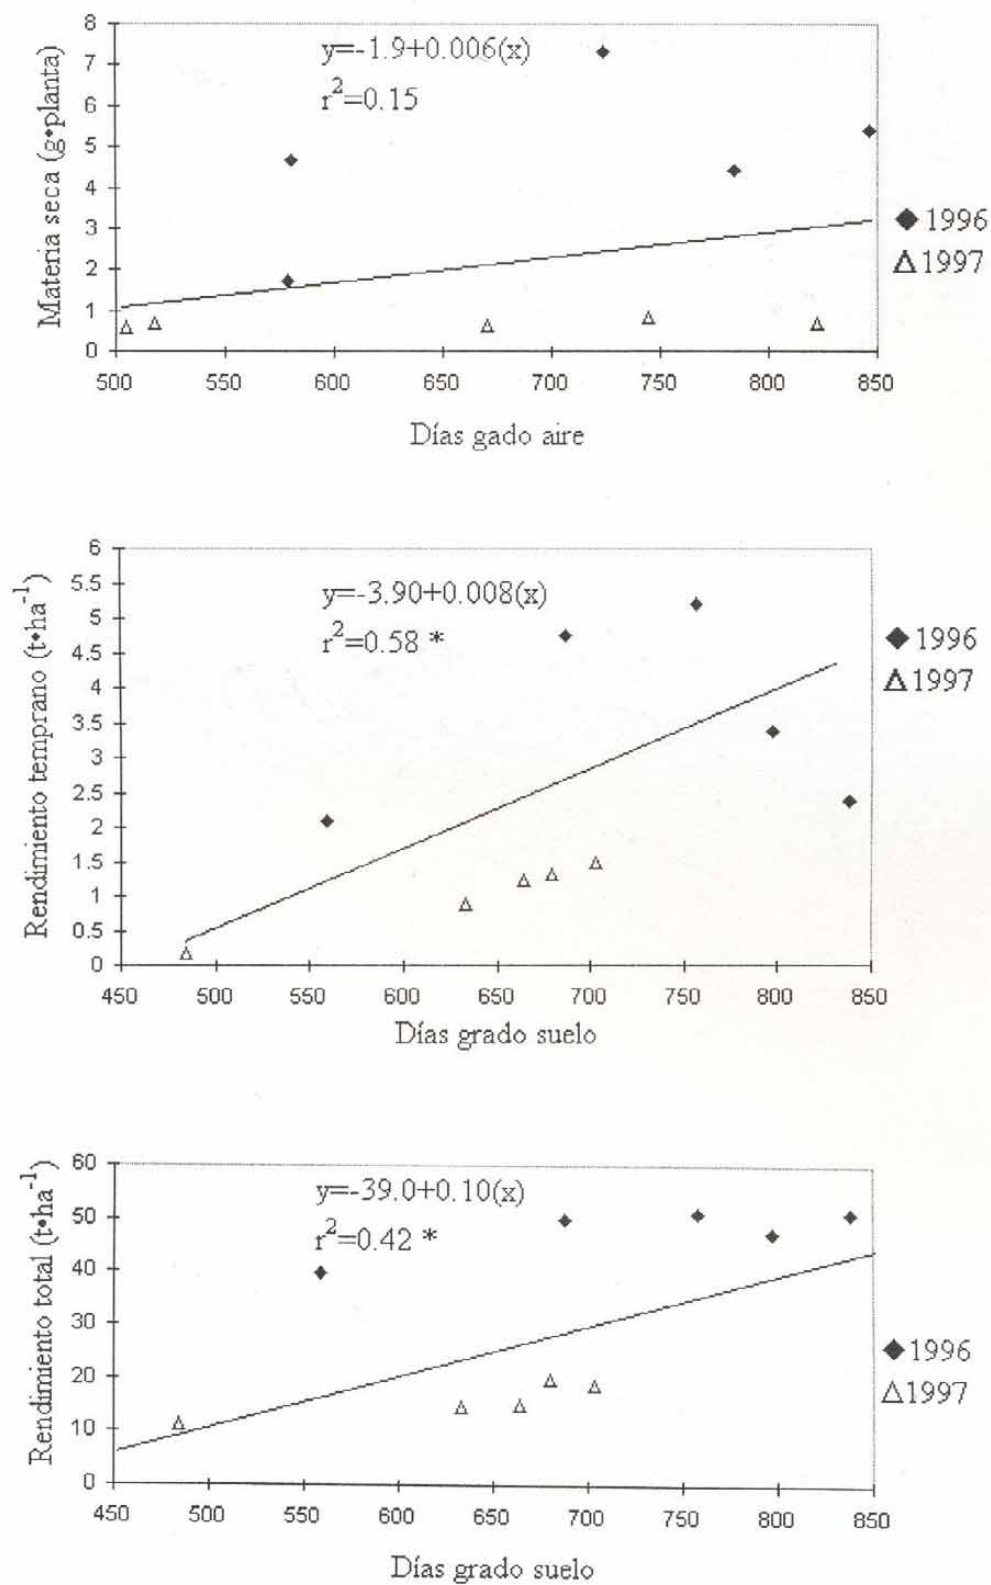 8
y=-1.9+0.006(x)
r²=0.15
7
6
5
4
3
2
1
0
Materia seca (g•planta)
◆ 1996
△ 1997
500 550 600 650 700 750 800 850
Días gado aire
6
5.5
5
4.5
4
3.5
3
2.5
2
1.5
1
0.5
0
y=-3.90+0.008(x)
r²=0.58 *
Rendimiento temprano (t•ha⁻¹)
◆ 1996
△ 1997
450 500 550 600 650 700 750 800 850
Días grado suelo
60
50
40
30
20
10
0
y=-39.0+0.10(x)
r²=0.42 *
Rendimiento total (t•ha⁻¹)
◆ 1996
△ 1997
450 500 550 600 650 700 750 800 850
Días grado suelo